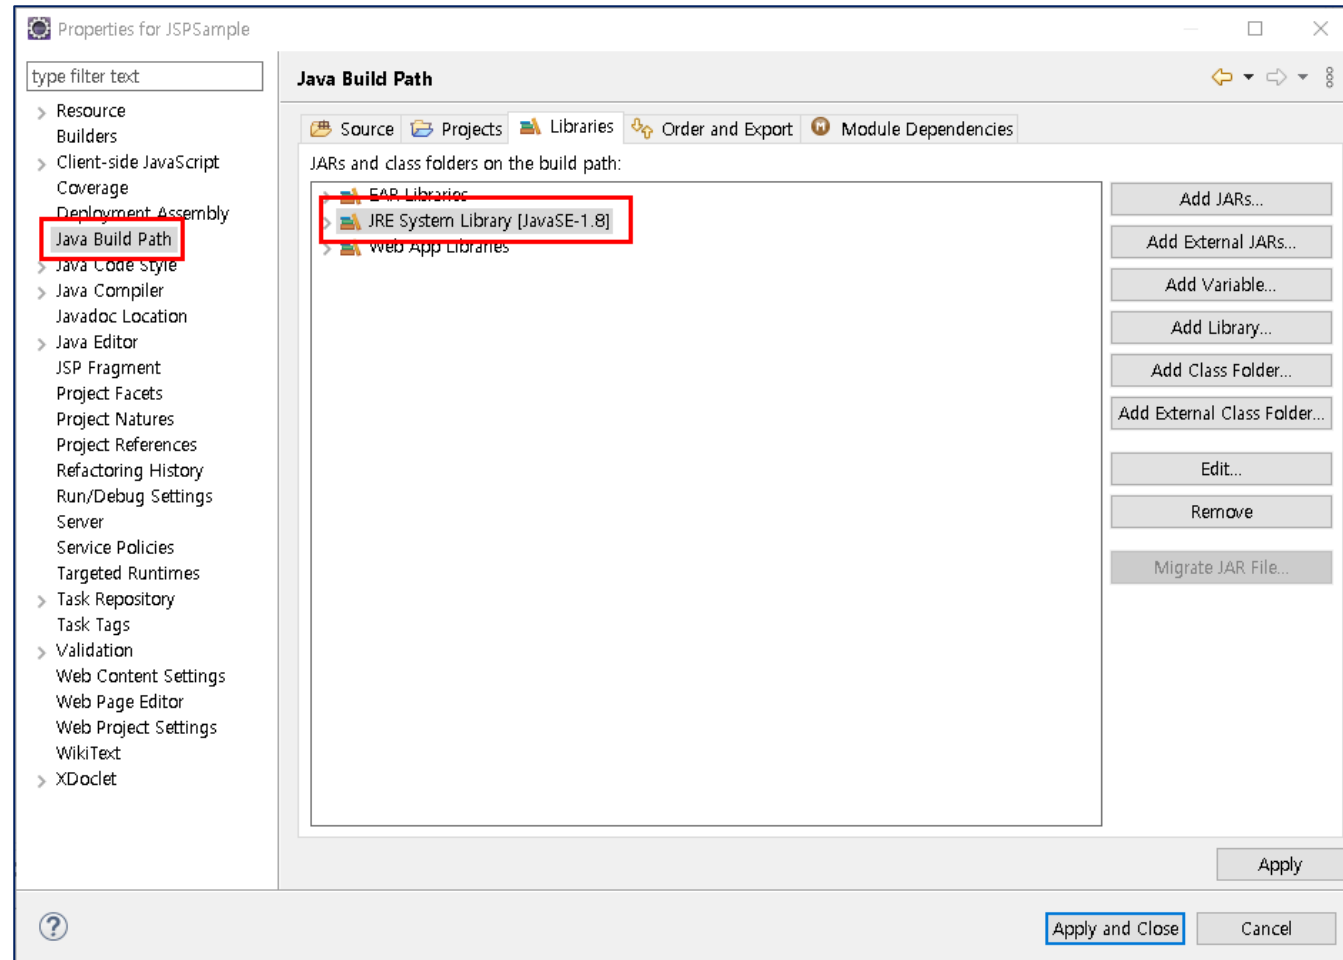 Properties for JSPSample
type filter text
Resource
Builders
Client-side JavaScript
Coverage
Deployment Assembly
Java Build Path
Java Code Style
Java Compiler
Javadoc Location
Java Editor
JSP Fragment
Project Facets
Project Natures
Project References
Refactoring History
Run/Debug Settings
Server
Service Policies
Targeted Runtimes
Task Repository
Task Tags
Validation
Web Content Settings
Web Page Editor
Web Project Settings
WikiText
XDoclet
Java Build Path
Source Projects Libraries Order and Export Module Dependencies
JARs and class folders on the build path:
EAR Libraries
JRE System Library [JavaSE-1.8]
Web App Libraries
Add JARs...
Add External JARs...
Add Variable...
Add Library...
Add Class Folder...
Add External Class Folder...
Edit...
Remove
Migrate JAR File...
Apply
Apply and Close Cancel